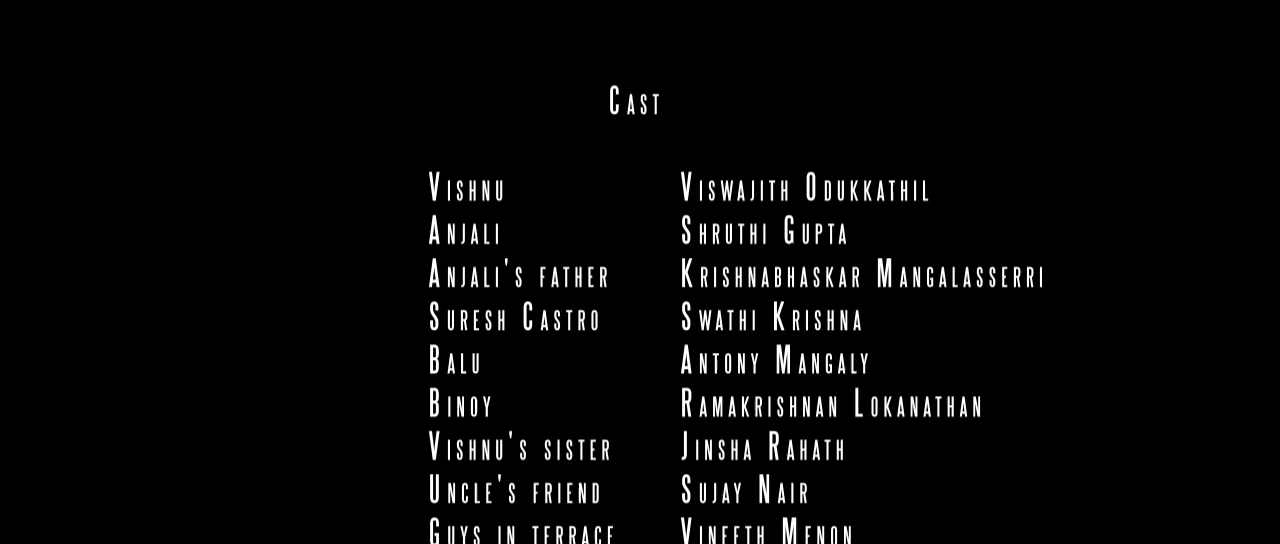 Cast
Vishnu Viswajith Odukkathil
Anjali Shruthi Gupta
Anjali's father Krishnabhaskar Mangalasserri
Suresh Castro Swathi Krishna
Balu Antony Mangaly
Binoy Ramakrishnan Lokanathan
Vishnu's sister Jinsha Rahath
Uncle's friend Sujay Nair
Guys in terrace Vineeth Menon